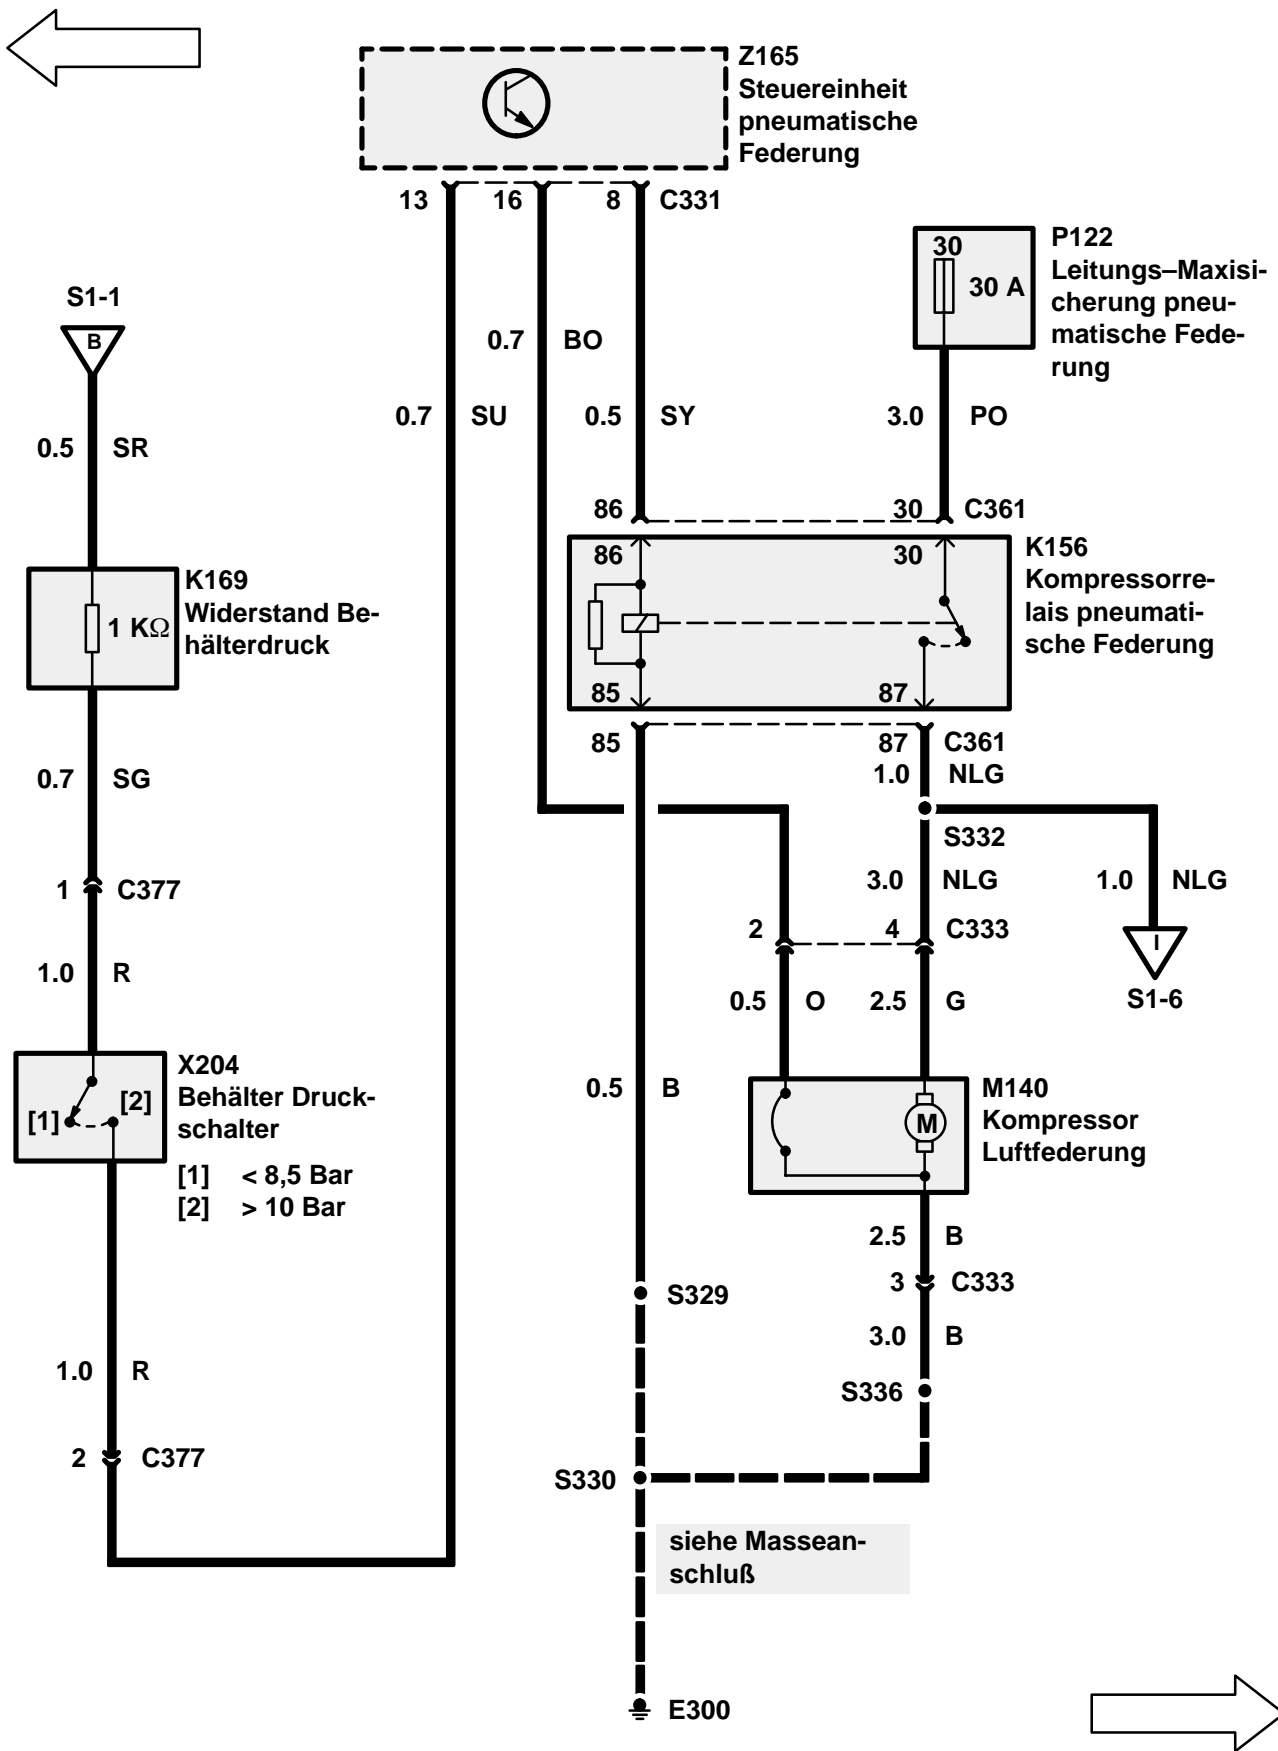 Z165
Steuereinheit
pneumatische
Federung
13 16 8 C331
P122
Leitungs–Maxisi-
cherung pneu-
matische Fede-
rung
30
30 A
S1-1
B
0.7 BO
0.7 SU
0.5 SY
3.0 PO
0.5 SR
86 30 C361
86 30
K156
Kompressorre-
lais pneumati-
sche Federung
K169
Widerstand Be-
hälterdruck
1 KΩ
85 87
85 87 C361
1.0 NLG
0.7 SG
S332
3.0 NLG
1.0 NLG
1 C377
2 4 C333
I
S1-6
1.0 R
0.5 O
2.5 G
X204
Behälter Druck-
schalter
[1] [2]
[1] < 8,5 Bar
[2] > 10 Bar
0.5 B
M140
Kompressor
Luftfederung
M
2.5 B
3 C333
S329
3.0 B
1.0 R
S336
2 C377
S330
siehe Massean-
schluß
E300